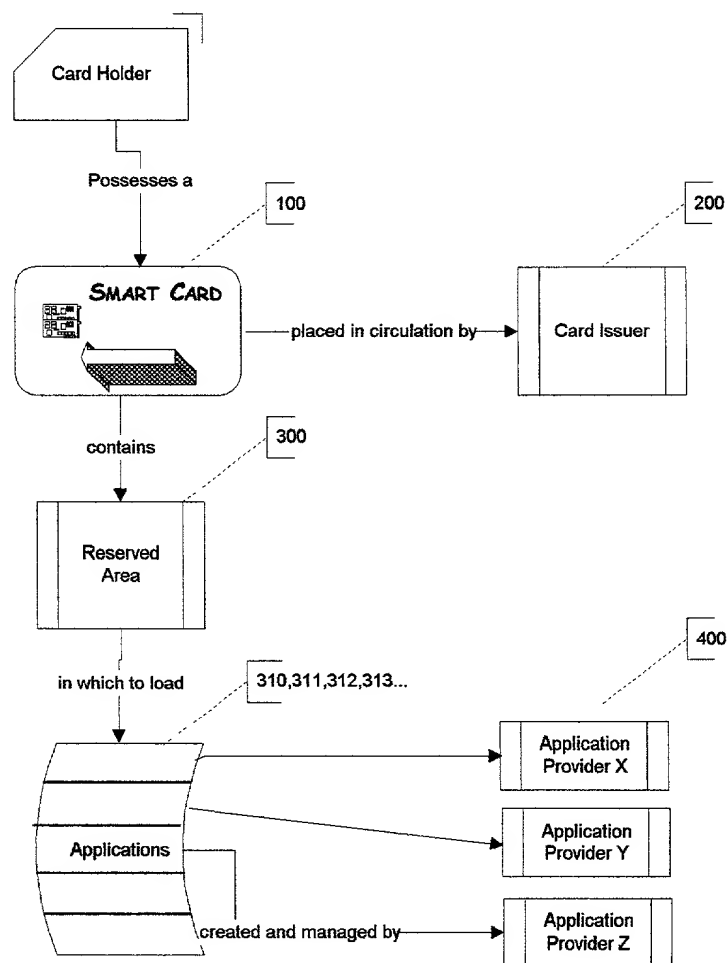 Card Holder
Possesses a
100
200
SMART CARD
placed in circulation by
Card Issuer
contains
300
Reserved
Area
400
in which to load
310,311,312,313...
Application
Provider X
Application
Provider Y
Applications
created and managed by
Application
Provider Z